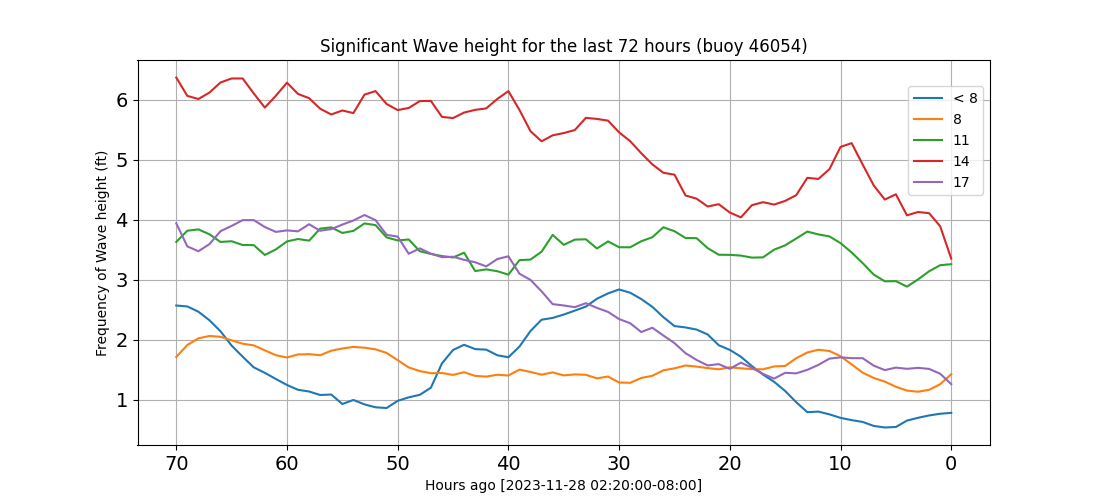 Significant Wave height for the last 72 hours (buoy 46054)
Frequency of Wave height (ft)
6
5
4
3
2
1
< 8
8
11
14
17
70 60 50 40 30 20 10 0
Hours ago [2023-11-28 02:20:00-08:00]